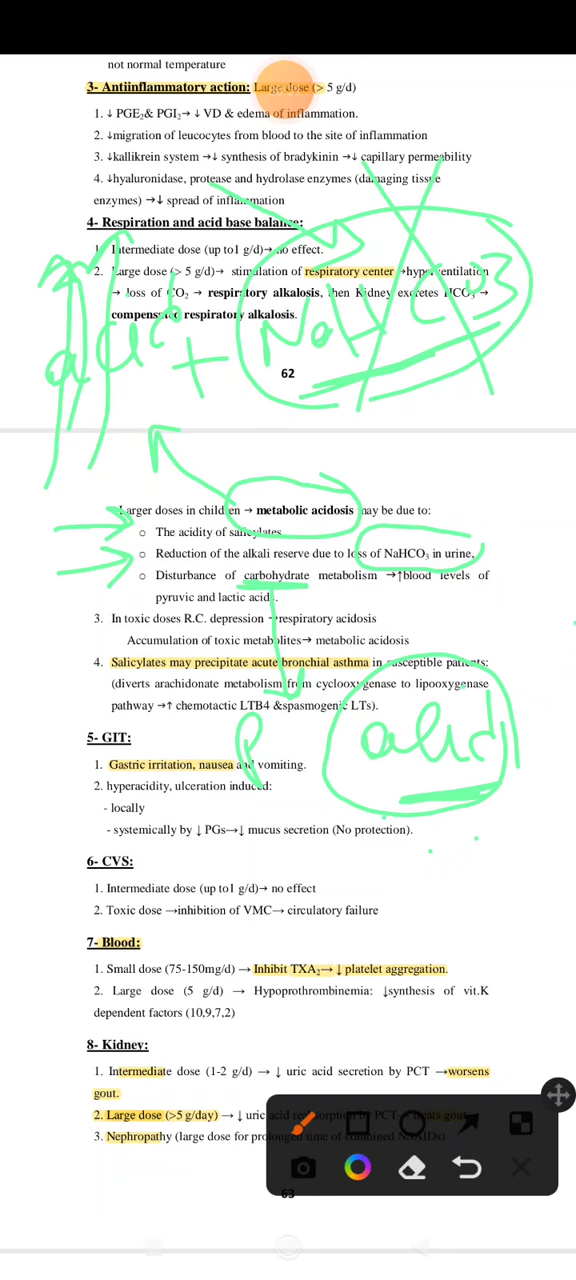 not normal temperature
3- Antiinflammatory action: Large dose (> 5 g/d)
1. ↓ PGE₂& PGI₂→ ↓ VD & edema of inflammation.
2. ↓migration of leucocytes from blood to the site of inflammation
3. ↓kallikrein system →↓ synthesis of bradykinin →↓ capillary permeability
4. ↓hyaluronidase, protease and hydrolase enzymes (damaging tissue
enzymes) →↓ spread of inflammation
4- Respiration and acid base balance:
1. Intermediate dose (up to1 g/d)→ no effect.
2. Large dose (> 5 g/d)→ stimulation of respiratory center →hyperventilation
→ loss of CO₂ → respiratory alkalosis, then Kidney excretes HCO₃ →
compensated respiratory alkalosis.
+ NaHCO3
62
Larger doses in children → metabolic acidosis may be due to:
o The acidity of salicylates
o Reduction of the alkali reserve due to loss of NaHCO₃ in urine.
o Disturbance of carbohydrate metabolism →↑blood levels of
pyruvic and lactic acids.
3. In toxic doses R.C. depression →respiratory acidosis
Accumulation of toxic metabolites→ metabolic acidosis
4. Salicylates may precipitate acute bronchial asthma in susceptible patients:
(diverts arachidonate metabolism from cyclooxygenase to lipooxygenase
pathway →↑ chemotactic LTB4 &spasmogenic LTs).
P acid
5- GIT:
1. Gastric irritation, nausea and vomiting.
2. hyperacidity, ulceration induced:
- locally
- systemically by ↓ PGs→↓ mucus secretion (No protection).
6- CVS:
1. Intermediate dose (up to1 g/d)→ no effect
2. Toxic dose →inhibition of VMC→ circulatory failure
7- Blood:
1. Small dose (75-150mg/d) → Inhibit TXA₂→ ↓ platelet aggregation.
2. Large dose (5 g/d) → Hypoprothrombinemia: ↓synthesis of vit.K
dependent factors (10,9,7,2)
8- Kidney:
1. Intermediate dose (1-2 g/d) → ↓ uric acid secretion by PCT →worsens
gout.
2. Large dose (>5 g/day) → ↓ uric acid reabsorption by PCT→ treats gout
3. Nephropathy (large dose for prolonged time of combined NSAIDs)
63